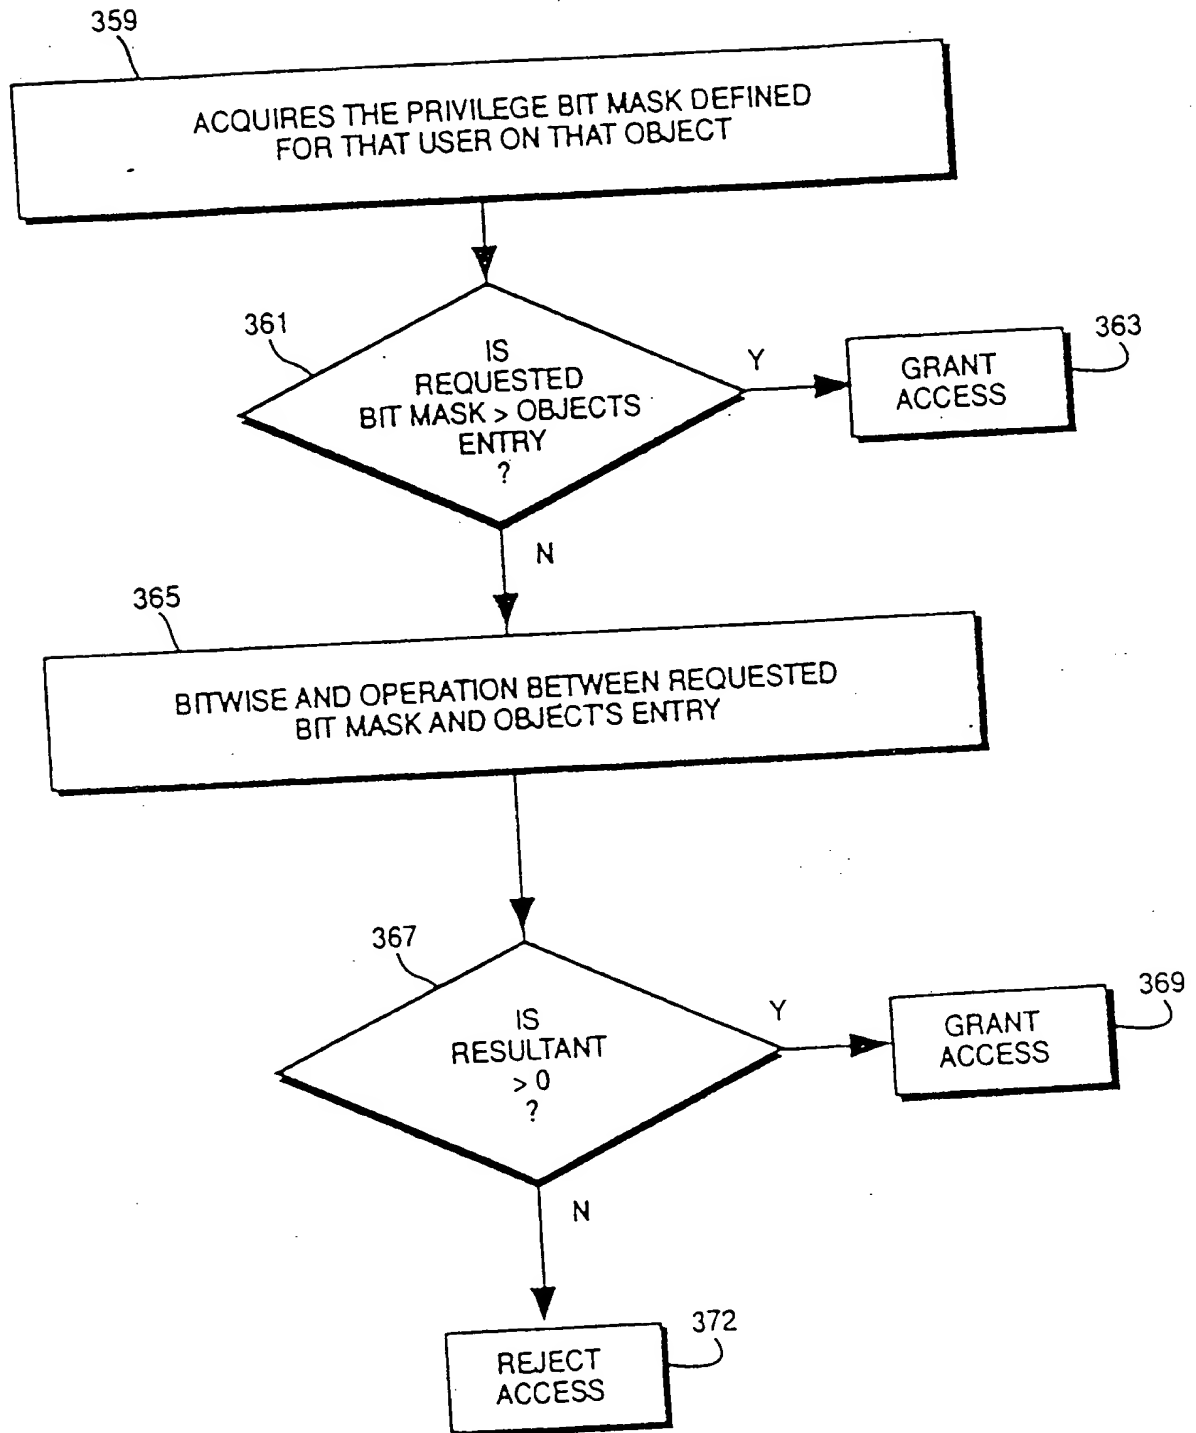 359
ACQUIRES THE PRIVILEGE BIT MASK DEFINED
FOR THAT USER ON THAT OBJECT
361
IS
REQUESTED
BIT MASK > OBJECTS
ENTRY
?
Y
GRANT
ACCESS
363
N
365
BITWISE AND OPERATION BETWEEN REQUESTED
BIT MASK AND OBJECT'S ENTRY
367
IS
RESULTANT
> 0
?
Y
GRANT
ACCESS
369
N
REJECT
ACCESS
372